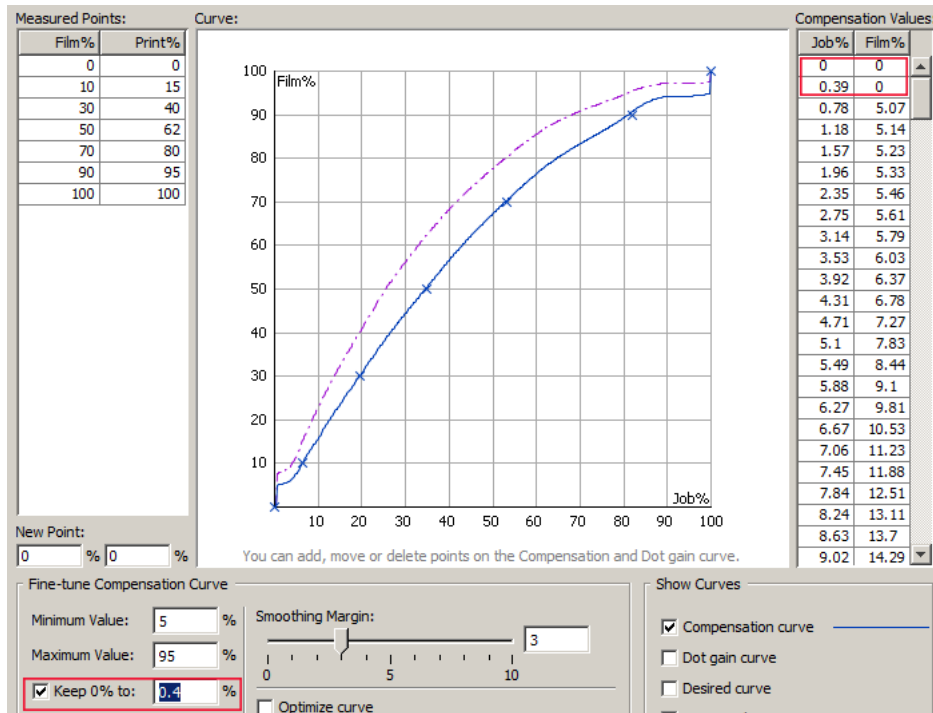 Measured Points:
Film% Print%
0 0
10 15
30 40
50 62
70 80
90 95
100 100
New Point:
0 % 0 %
Curve:
Film%
100
90
80
70
60
50
40
30
20
10
Job%
10 20 30 40 50 60 70 80 90 100
You can add, move or delete points on the Compensation and Dot gain curve.
Compensation Values
Job% Film%
0 0
0.39 0
0.78 5.07
1.18 5.14
1.57 5.23
1.96 5.33
2.35 5.46
2.75 5.61
3.14 5.79
3.53 6.03
3.92 6.37
4.31 6.78
4.71 7.27
5.1 7.83
5.49 8.44
5.88 9.1
6.27 9.81
6.67 10.53
7.06 11.23
7.45 11.88
7.84 12.51
8.24 13.11
8.63 13.7
9.02 14.29
Fine-tune Compensation Curve
Minimum Value: 5 %
Maximum Value: 95 %
Keep 0% to: 0.4 %
Smoothing Margin:
3
0 5 10
Optimize curve
Show Curves
Compensation curve
Dot gain curve
Desired curve